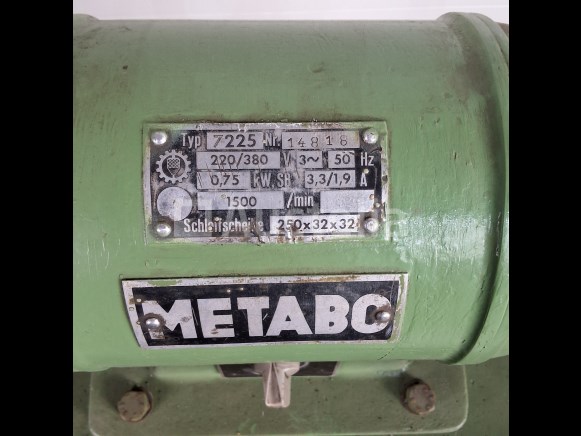 Typ 7225 Nr. 14818
220/380 V 3~ 50 Hz
0,75 KW. SB 3,3/1,9 A
1500 /min
Schleifscheibe 250x32x32
METABO